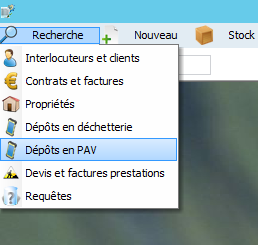 Recherche Nouveau Stock
Interlocuteurs et clients
Contrats et factures
Propriétés
Dépôts en déchetterie
Dépôts en PAV
Devis et factures prestations
Requêtes